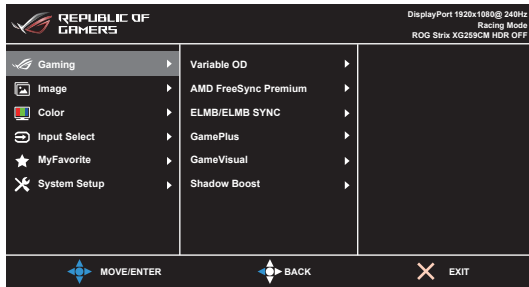 REPUBLIC OF
GAMERS
DisplayPort 1920x1080@ 240Hz
Racing Mode
ROG Strix XG259CM HDR OFF
Gaming
Image
Color
Input Select
MyFavorite
System Setup
Variable OD
AMD FreeSync Premium
ELMB/ELMB SYNC
GamePlus
GameVisual
Shadow Boost
MOVE/ENTER
BACK
EXIT